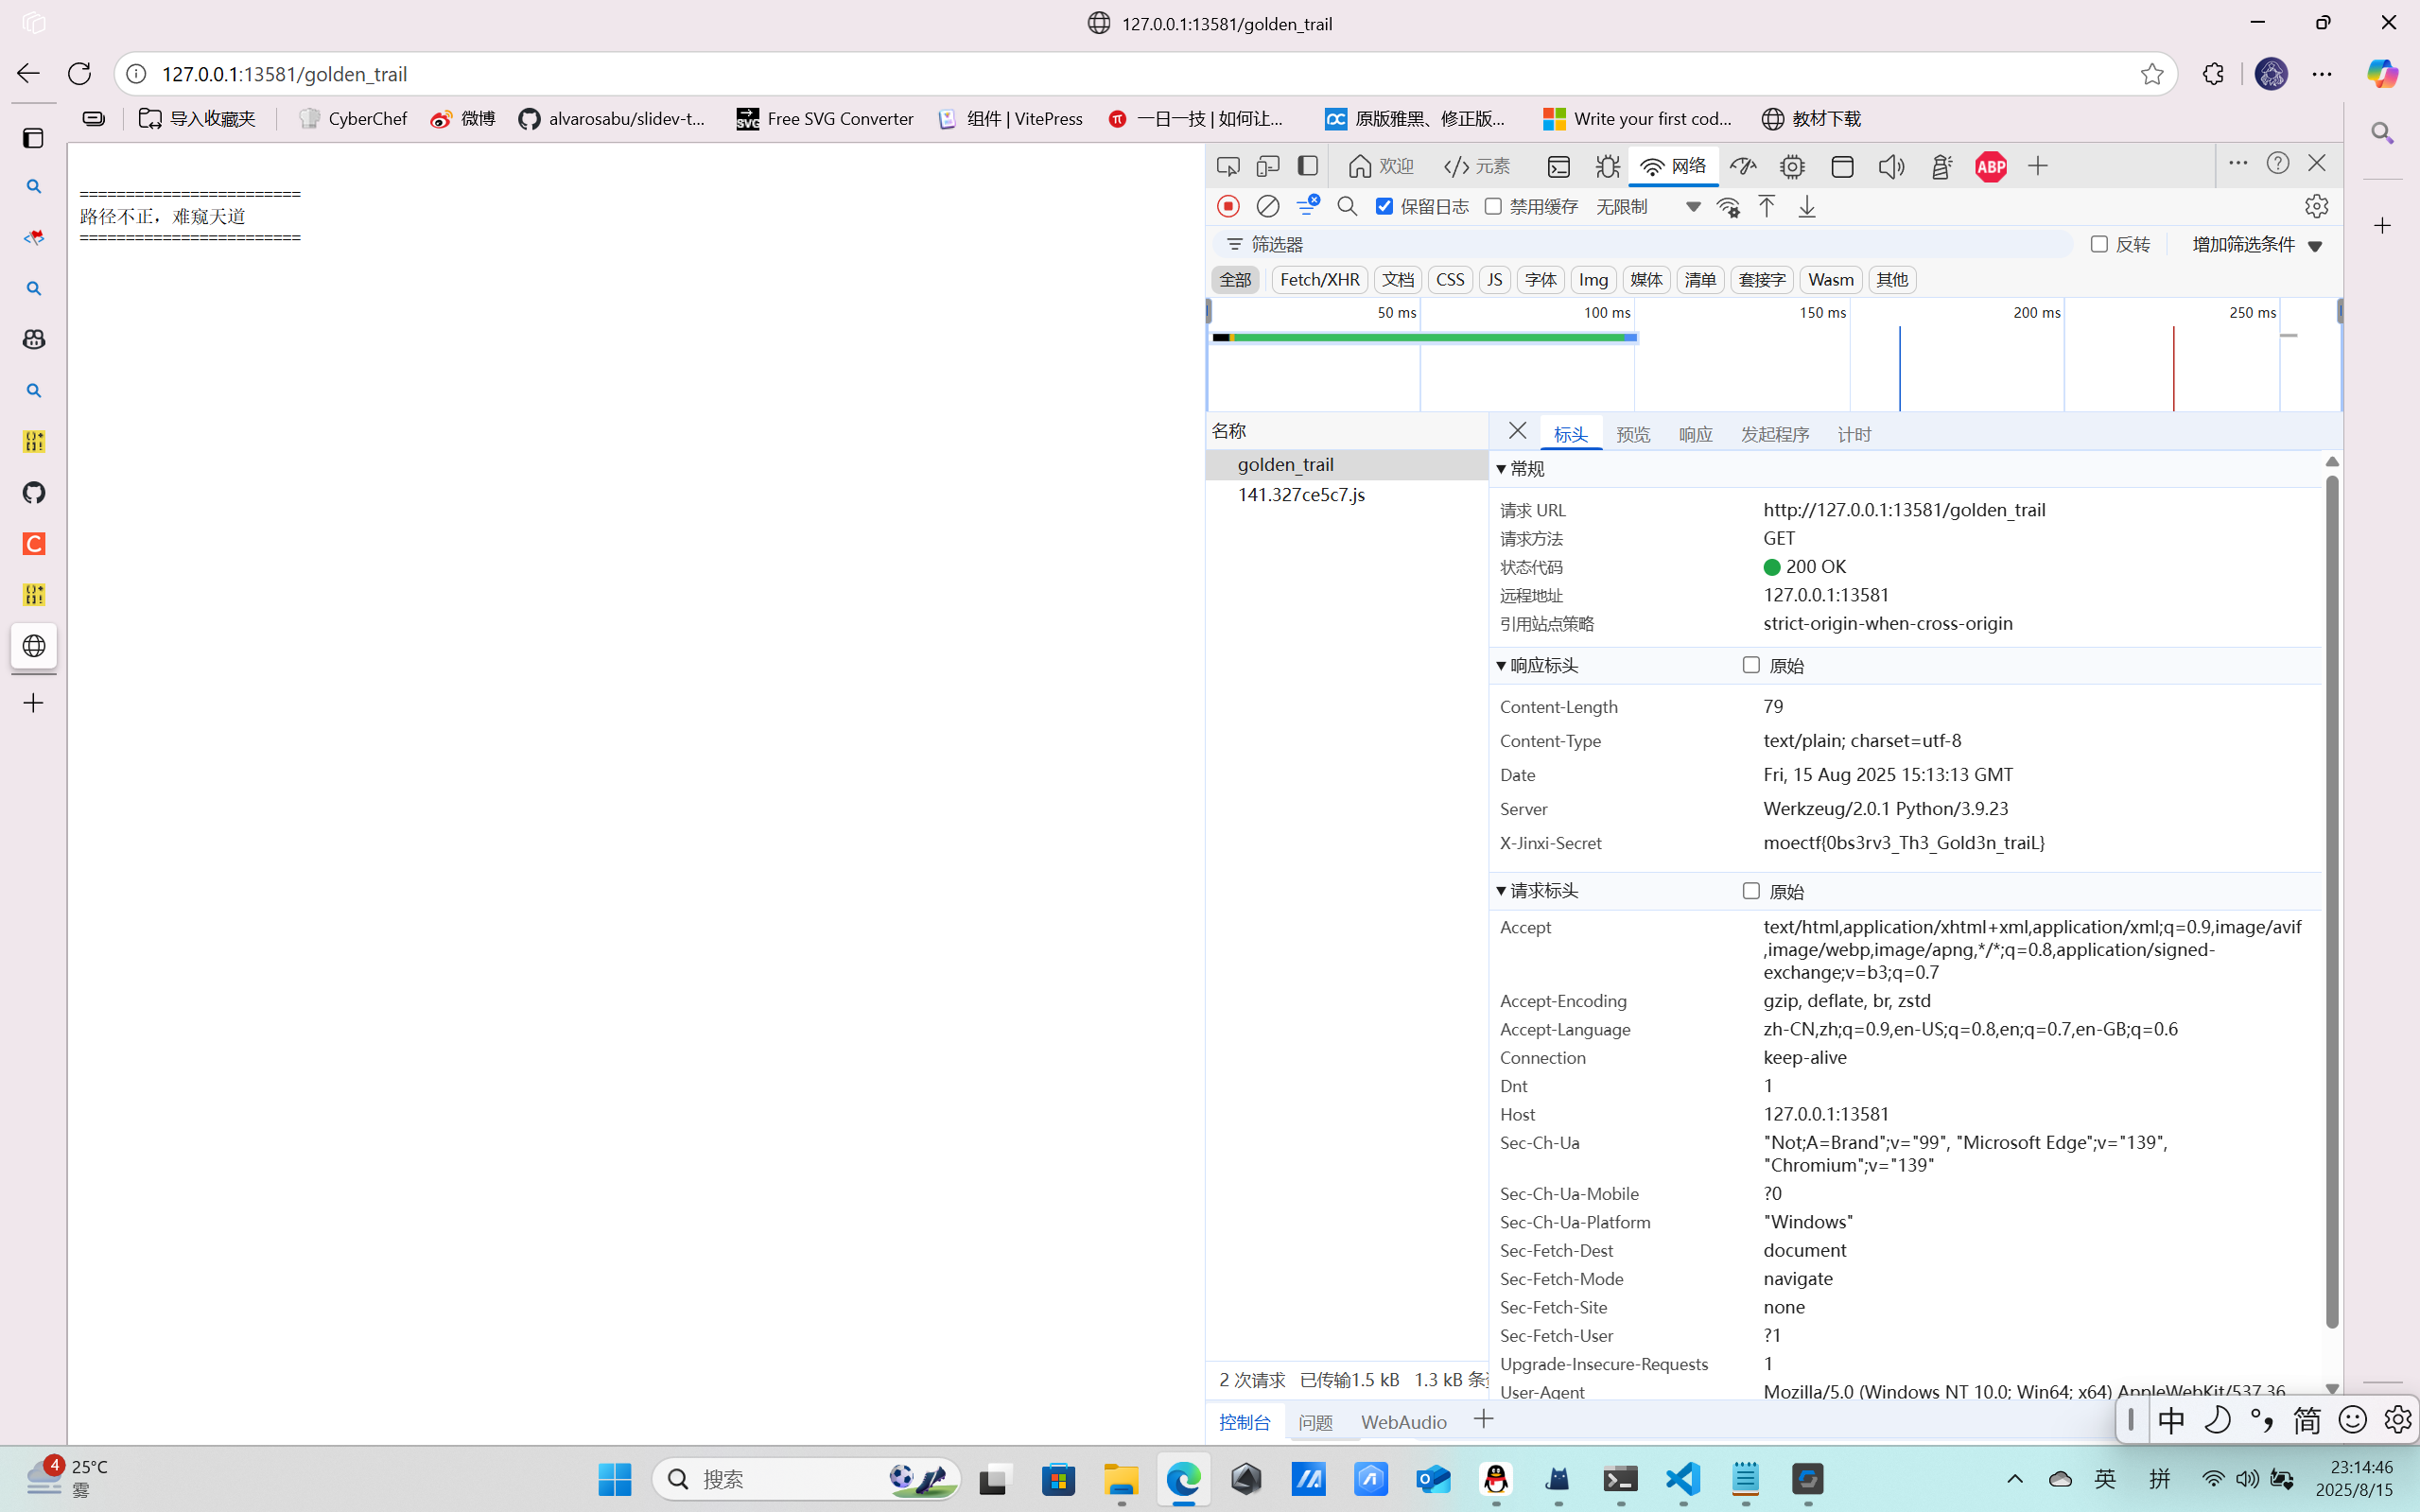 127.0.0.1:13581/golden_trail
127.0.0.1:13581/golden_trail
导入收藏夹
CyberChef
微博
alvarosabu/slidev-t...
SVG
Free SVG Converter
组件 | VitePress
一日一技 | 如何让...
原版雅黑、修正版...
Write your first cod...
教材下载
========================
路径不正，难窥天道
========================
欢迎
元素
网络
ABP
保留日志
禁用缓存
无限制
筛选器
反转
增加筛选条件
全部
Fetch/XHR
文档
CSS
JS
字体
Img
媒体
清单
套接字
Wasm
其他
50 ms
100 ms
150 ms
200 ms
250 ms
名称
golden_trail
141.327ce5c7.js
标头
预览
响应
发起程序
计时
常规
请求 URL http://127.0.0.1:13581/golden_trail
请求方法 GET
状态代码 200 OK
远程地址 127.0.0.1:13581
引用站点策略 strict-origin-when-cross-origin
响应标头 原始
Content-Length 79
Content-Type text/plain; charset=utf-8
Date Fri, 15 Aug 2025 15:13:13 GMT
Server Werkzeug/2.0.1 Python/3.9.23
X-Jinxi-Secret moectf{0bs3rv3_Th3_Gold3n_traiL}
请求标头 原始
Accept text/html,application/xhtml+xml,application/xml;q=0.9,image/avif
,image/webp,image/apng,*/*;q=0.8,application/signed-
exchange;v=b3;q=0.7
Accept-Encoding gzip, deflate, br, zstd
Accept-Language zh-CN,zh;q=0.9,en-US;q=0.8,en;q=0.7,en-GB;q=0.6
Connection keep-alive
Dnt 1
Host 127.0.0.1:13581
Sec-Ch-Ua "Not;A=Brand";v="99", "Microsoft Edge";v="139",
"Chromium";v="139"
Sec-Ch-Ua-Mobile ?0
Sec-Ch-Ua-Platform "Windows"
Sec-Fetch-Dest document
Sec-Fetch-Mode navigate
Sec-Fetch-Site none
Sec-Fetch-User ?1
Upgrade-Insecure-Requests 1
User-Agent Mozilla/5.0 (Windows NT 10.0; Win64; x64) AppleWebKit/537.36
2 次请求 已传输1.5 kB 1.3 kB 条
控制台
问题
WebAudio
中
简
4
25°C
雾
搜索
英
拼
23:14:46
2025/8/15